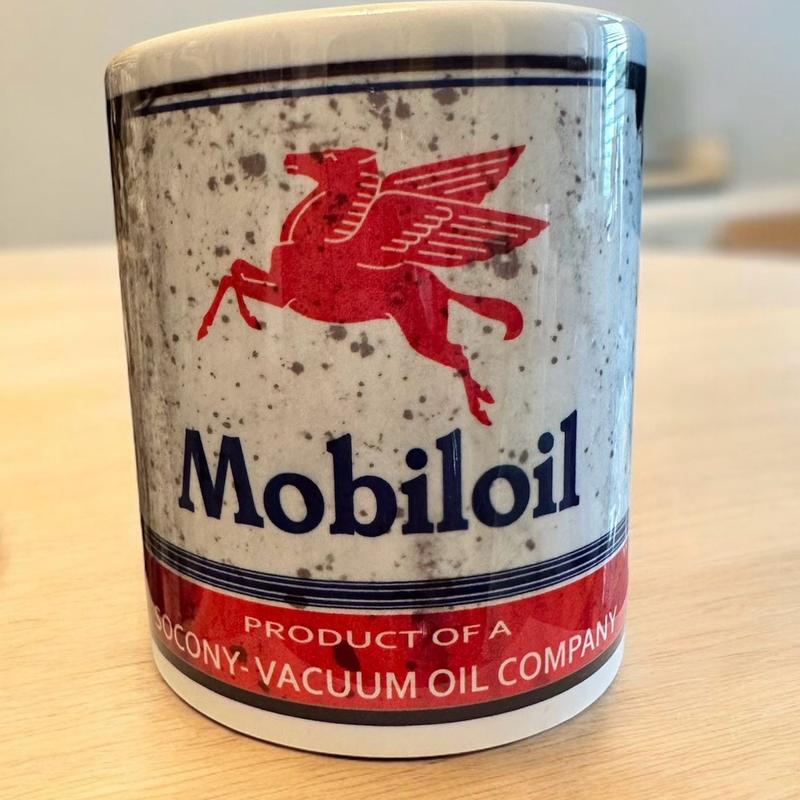 Mobiloil
PRODUCT OF A
SOCONY-VACUUM OIL COMPANY